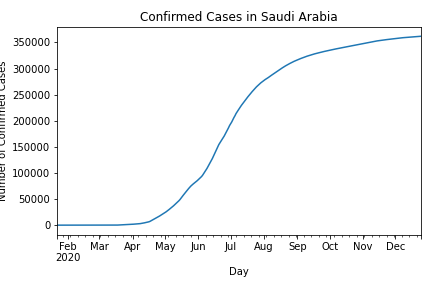 Confirmed Cases in Saudi Arabia
Number of Confirmed Cases
350000
300000
250000
200000
150000
100000
50000
0
Feb Mar Apr May Jun Jul Aug Sep Oct Nov Dec
2020
Day